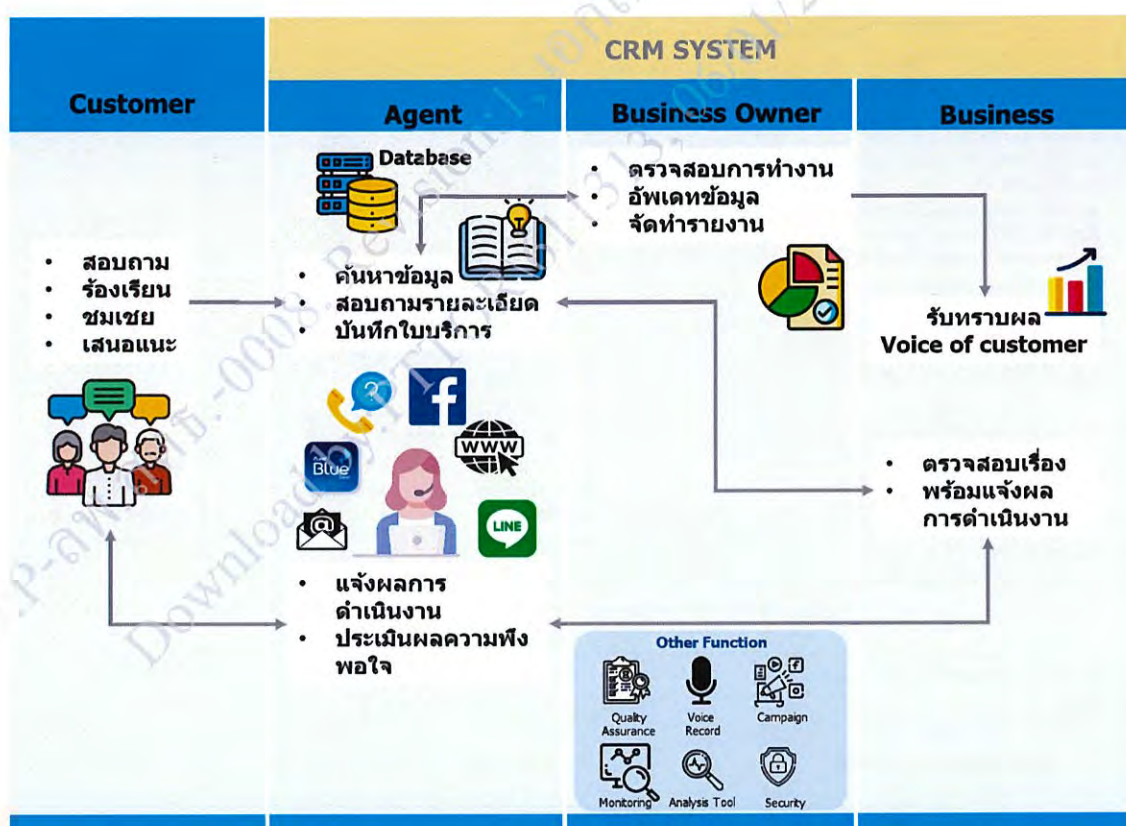 CRM SYSTEM
Customer
Agent
Business Owner
Business
Database
• ตรวจสอบการทำงาน
• อัพเดทข้อมูล
• จัดทำรายงาน
• สอบถาม
• ร้องเรียน
• ชมเชย
• เสนอแนะ
• ค้นหาข้อมูล
• สอบถามรายละเอียด
• บันทึกใบบริการ
รับทราบผล
Voice of customer
?
f
WWW
Blue
@
LINE
• ตรวจสอบเรื่อง
• พร้อมแจ้งผล
การดำเนินงาน
• แจ้งผลการ
ดำเนินงาน
• ประเมินผลความพึง
พอใจ
Other Function
Quality
Assurance
Voice
Record
Campaign
Monitoring
Analysis Tool
Security